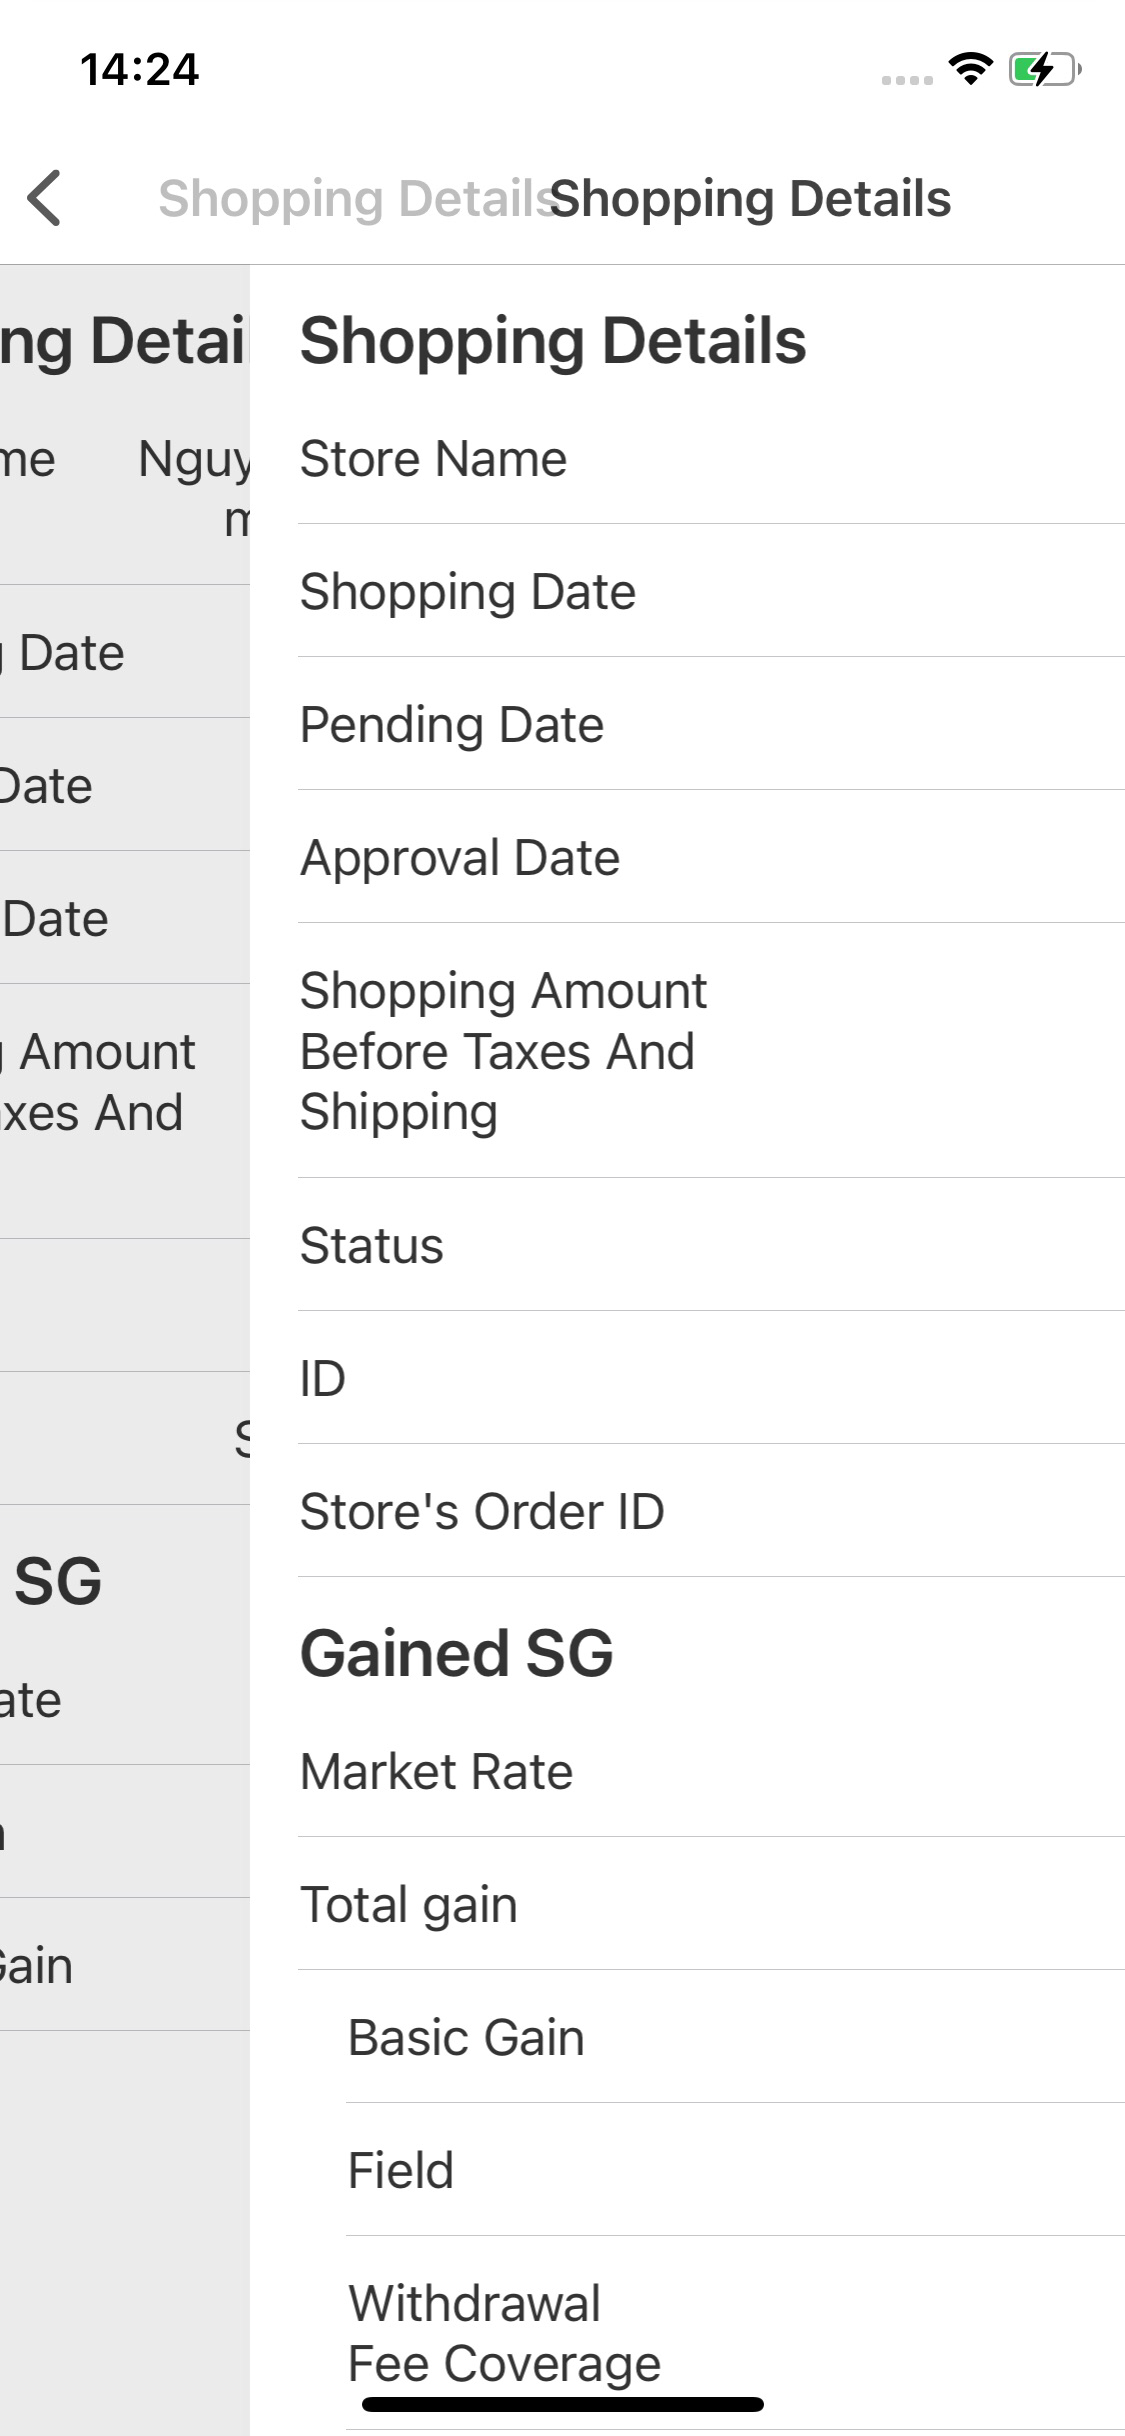 14:24
Shopping Details
Shopping Details
ng Detai
me
Nguy
Date
Date
Date
Amount
xes And
SG
ate
ain
Shopping Details
Store Name
Shopping Date
Pending Date
Approval Date
Shopping Amount
Before Taxes And
Shipping
Status
ID
Store's Order ID
Gained SG
Market Rate
Total gain
Basic Gain
Field
Withdrawal
Fee Coverage